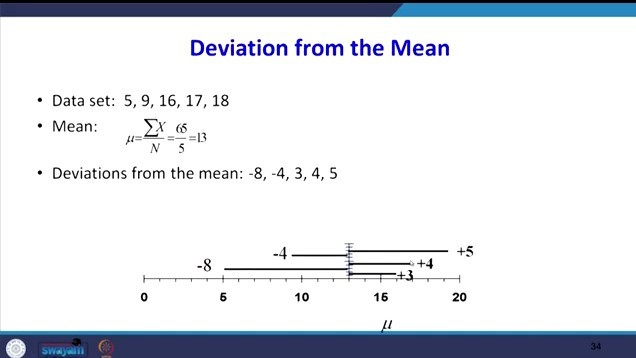 Deviation from the Mean
• Data set: 5, 9, 16, 17, 18
• Mean: μ=∑X/N=65/5=13
• Deviations from the mean: -8, -4, 3, 4, 5
-4 +5
-8 +4
+3
0 5 10 15 20
μ
swayam 34